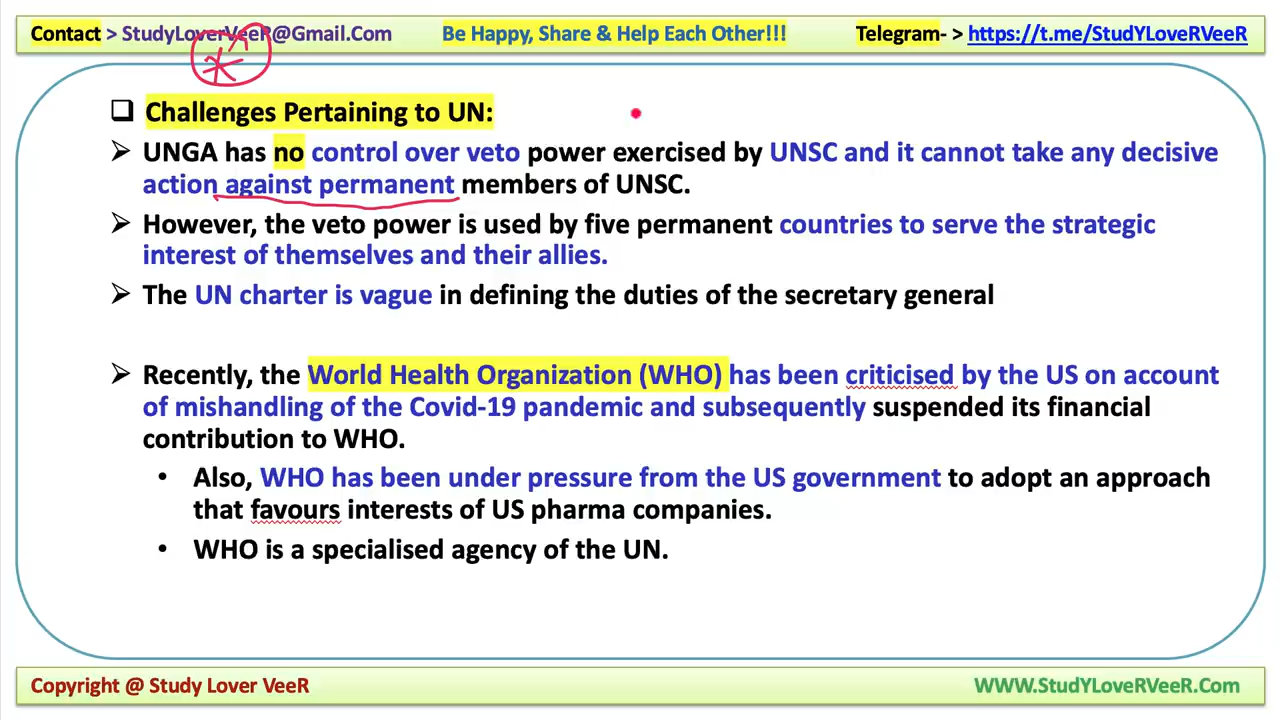 Contact > StudyLoverVeeR@Gmail.Com Be Happy, Share & Help Each Other!!! Telegram- > https://t.me/StudYLoveRVeeR
❑ Challenges Pertaining to UN:
➢ UNGA has no control over veto power exercised by UNSC and it cannot take any decisive
action against permanent members of UNSC.
➢ However, the veto power is used by five permanent countries to serve the strategic
interest of themselves and their allies.
➢ The UN charter is vague in defining the duties of the secretary general
➢ Recently, the World Health Organization (WHO) has been criticised by the US on account
of mishandling of the Covid-19 pandemic and subsequently suspended its financial
contribution to WHO.
• Also, WHO has been under pressure from the US government to adopt an approach
that favours interests of US pharma companies.
• WHO is a specialised agency of the UN.
Copyright @ Study Lover VeeR WWW.StudYLoveRVeeR.Com